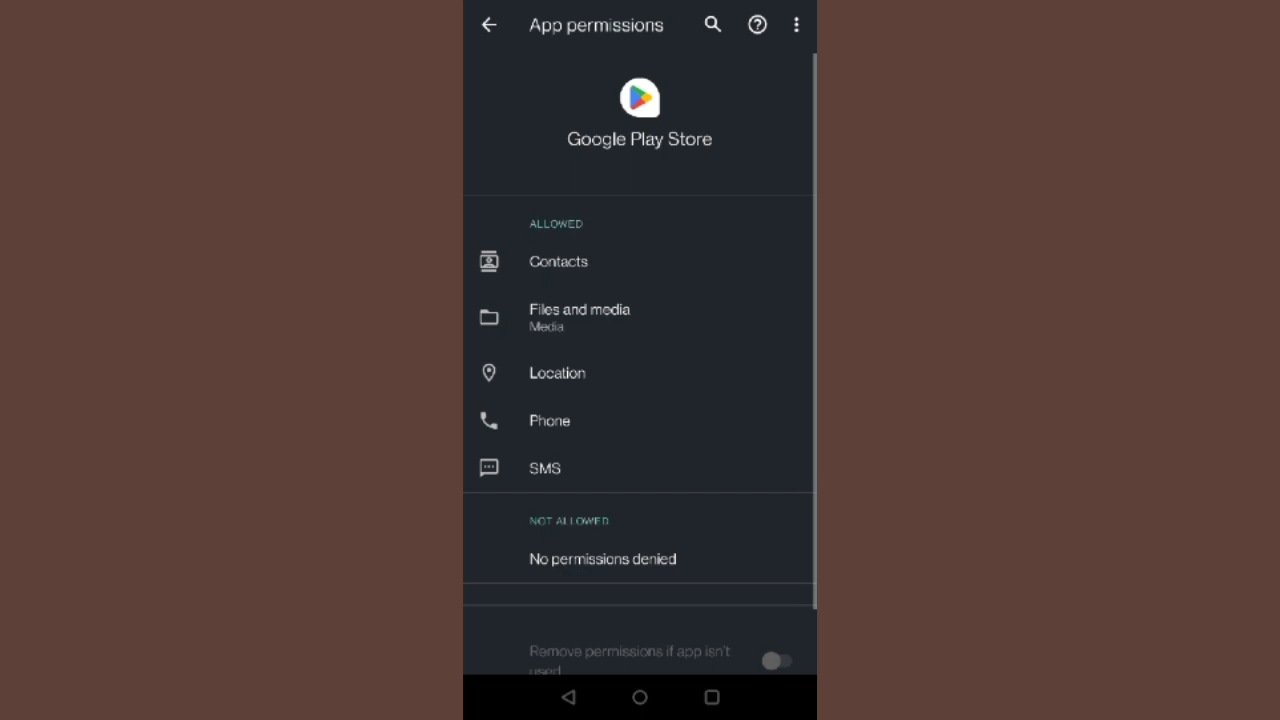 App permissions
Google Play Store
ALLOWED
Contacts
Files and media
Media
Location
Phone
SMS
NOT ALLOWED
No permissions denied
Remove permissions if app isn't
used